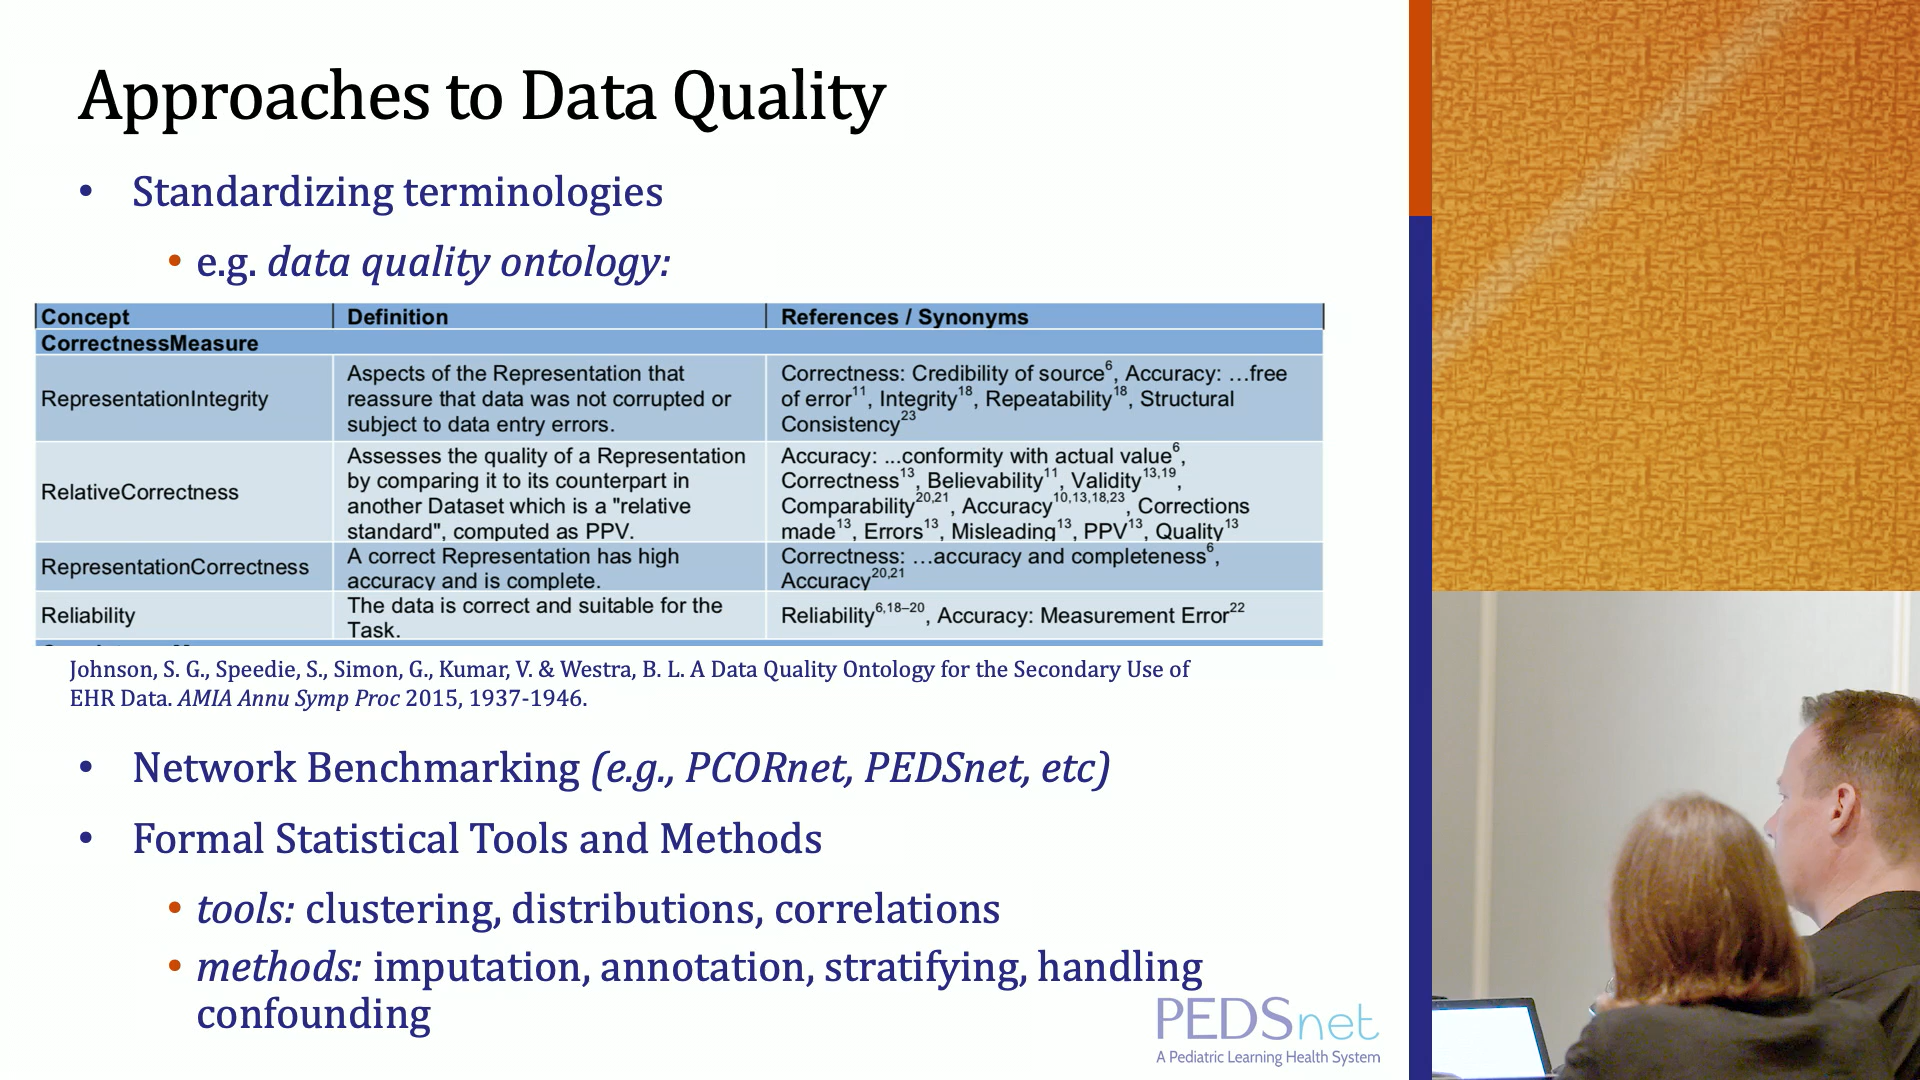 Approaches to Data Quality
• Standardizing terminologies
• e.g. data quality ontology:
Concept Definition References / Synonyms
CorrectnessMeasure
RepresentationIntegrity
Aspects of the Representation that
reassure that data was not corrupted or
subject to data entry errors.
Correctness: Credibility of source6, Accuracy: …free
of error11, Integrity18, Repeatability18, Structural
Consistency23
RelativeCorrectness
Assesses the quality of a Representation
by comparing it to its counterpart in
another Dataset which is a "relative
standard", computed as PPV.
Accuracy: ...conformity with actual value6,
Correctness13, Believability11, Validity13,19,
Comparability20,21, Accuracy10,13,18,23, Corrections
made13, Errors13, Misleading13, PPV13, Quality13
RepresentationCorrectness
A correct Representation has high
accuracy and is complete.
Correctness: …accuracy and completeness6,
Accuracy20,21
Reliability
The data is correct and suitable for the
Task.
Reliability6,18–20, Accuracy: Measurement Error22
Johnson, S. G., Speedie, S., Simon, G., Kumar, V. & Westra, B. L. A Data Quality Ontology for the Secondary Use of
EHR Data. AMIA Annu Symp Proc 2015, 1937-1946.
• Network Benchmarking (e.g., PCORnet, PEDSnet, etc)
• Formal Statistical Tools and Methods
• tools: clustering, distributions, correlations
• methods: imputation, annotation, stratifying, handling
confounding
PEDSnet
A Pediatric Learning Health System